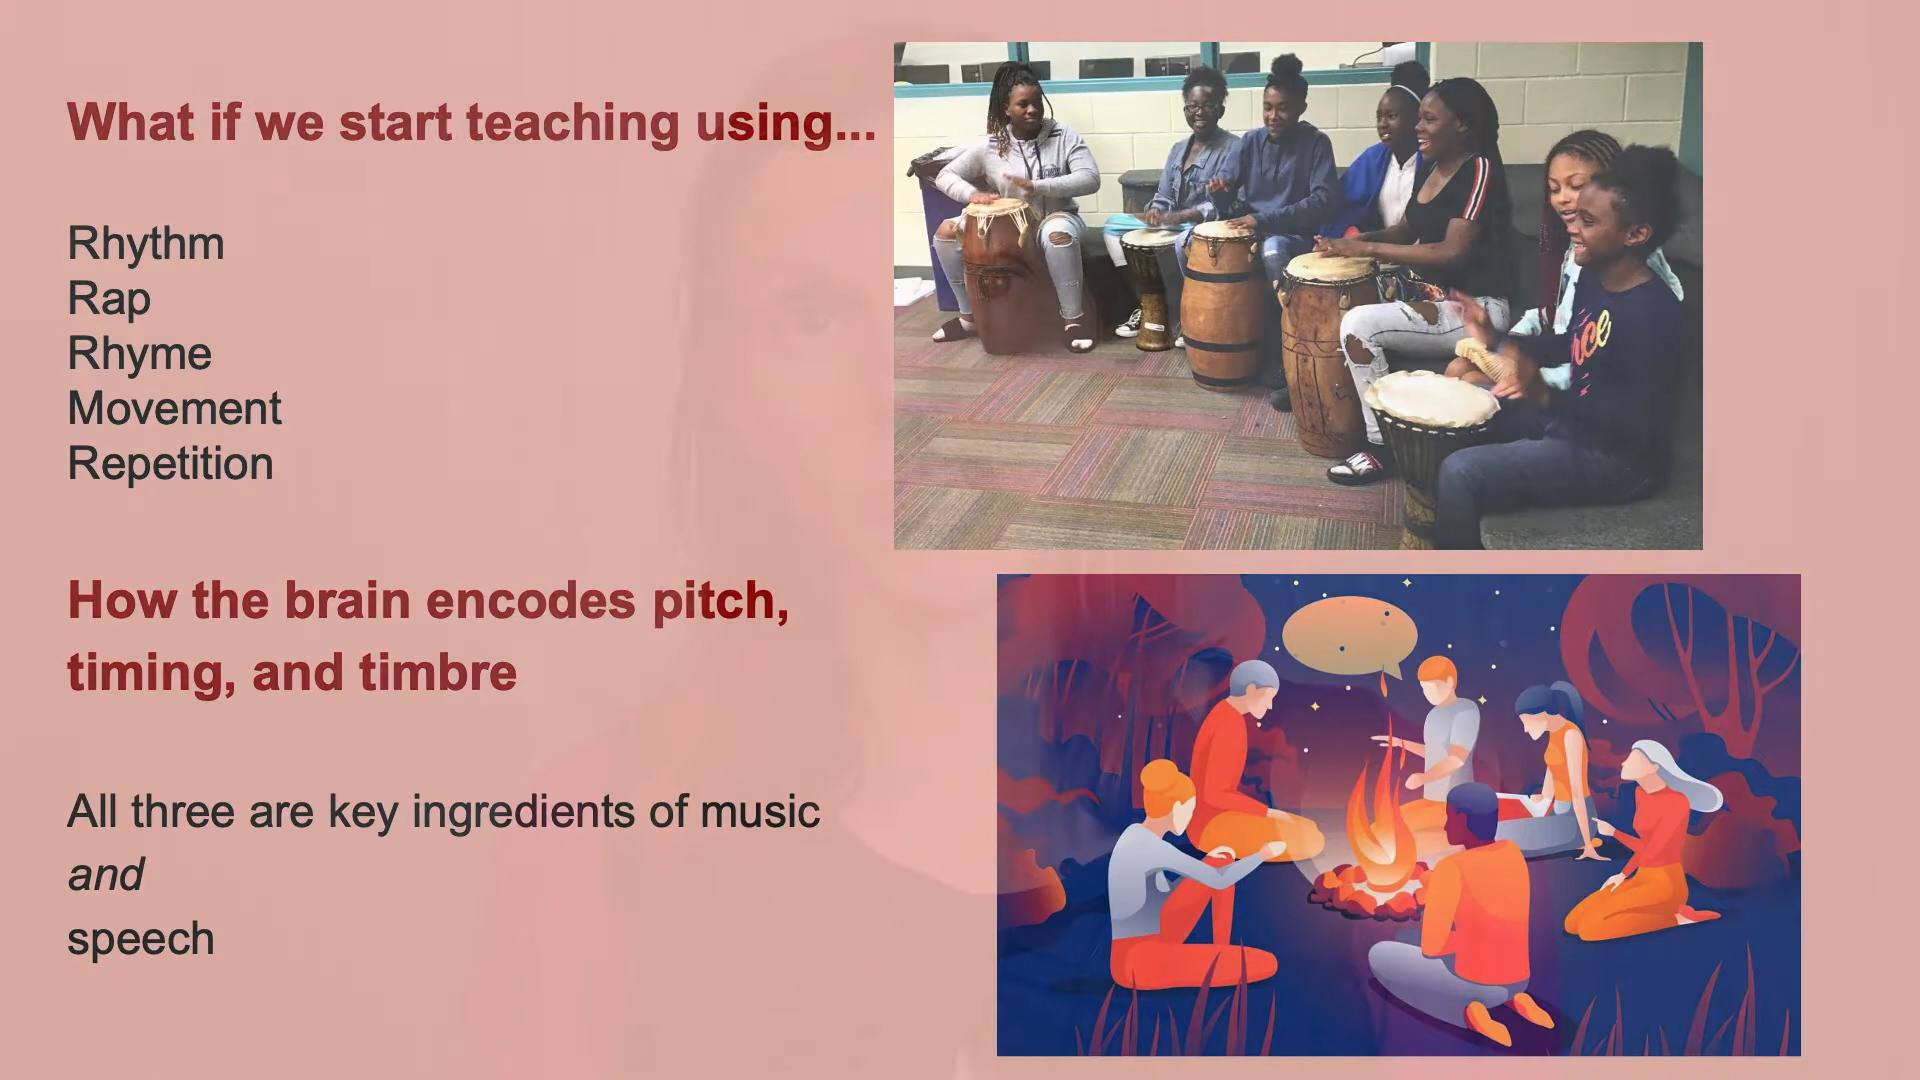 What if we start teaching using...
Rhythm
Rap
Rhyme
Movement
Repetition
How the brain encodes pitch,
timing, and timbre
All three are key ingredients of music
and
speech